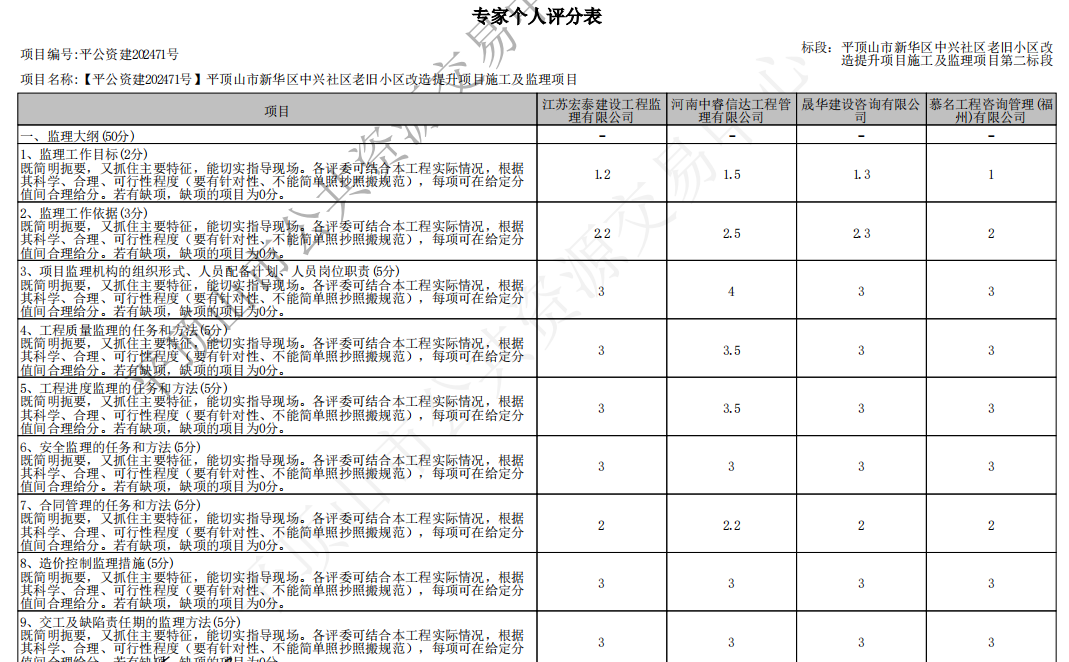 专家个人评分表
项目编号:平公资建202471号
标段: 平顶山市新华区中兴社区老旧小区改
造提升项目施工及监理项目第二标段
项目名称:【平公资建202471号】平顶山市新华区中兴社区老旧小区改造提升项目施工及监理项目
项目
江苏宏泰建设工程监
理有限公司
河南中睿信达工程管
理有限公司
晟华建设咨询有限公
司
慕名工程咨询管理(福
州)有限公司
一、监理大纲(50分)
- - - -
1、监理工作目标(2分)
既简明扼要，又抓住主要特征，能切实指导现场。各评委可结合本工程实际情况，根据
其科学、合理、可行性程度（要有针对性、不能简单照抄照搬规范），每项可在给定分
值间合理给分。若有缺项，缺项的项目为0分。
1.2 1.5 1.3 1
2、监理工作依据(3分)
既简明扼要，又抓住主要特征，能切实指导现场。各评委可结合本工程实际情况，根据
其科学、合理、可行性程度（要有针对性、不能简单照抄照搬规范），每项可在给定分
值间合理给分。若有缺项，缺项的项目为0分。
2.2 2.5 2.3 2
3、项目监理机构的组织形式、人员配备计划、人员岗位职责(5分)
既简明扼要，又抓住主要特征，能切实指导现场。各评委可结合本工程实际情况，根据
其科学、合理、可行性程度（要有针对性、不能简单照抄照搬规范），每项可在给定分
值间合理给分。若有缺项，缺项的项目为0分。
3 4 3 3
4、工程质量监理的任务和方法(5分)
既简明扼要，又抓住主要特征，能切实指导现场。各评委可结合本工程实际情况，根据
其科学、合理、可行性程度（要有针对性、不能简单照抄照搬规范），每项可在给定分
值间合理给分。若有缺项，缺项的项目为0分。
3 3.5 3 3
5、工程进度监理的任务和方法(5分)
既简明扼要，又抓住主要特征，能切实指导现场。各评委可结合本工程实际情况，根据
其科学、合理、可行性程度（要有针对性、不能简单照抄照搬规范），每项可在给定分
值间合理给分。若有缺项，缺项的项目为0分。
3 3.5 3 3
6、安全监理的任务和方法(5分)
既简明扼要，又抓住主要特征，能切实指导现场。各评委可结合本工程实际情况，根据
其科学、合理、可行性程度（要有针对性、不能简单照抄照搬规范），每项可在给定分
值间合理给分。若有缺项，缺项的项目为0分。
3 3 3 3
7、合同管理的任务和方法(5分)
既简明扼要，又抓住主要特征，能切实指导现场。各评委可结合本工程实际情况，根据
其科学、合理、可行性程度（要有针对性、不能简单照抄照搬规范），每项可在给定分
值间合理给分。若有缺项，缺项的项目为0分。
2 2.2 2 2
8、造价控制监理措施(5分)
既简明扼要，又抓住主要特征，能切实指导现场。各评委可结合本工程实际情况，根据
其科学、合理、可行性程度（要有针对性、不能简单照抄照搬规范），每项可在给定分
值间合理给分。若有缺项，缺项的项目为0分。
3 3 3 3
9、交工及缺陷责任期的监理方法(5分)
既简明扼要，又抓住主要特征，能切实指导现场。各评委可结合本工程实际情况，根据
其科学、合理、可行性程度（要有针对性、不能简单照抄照搬规范），每项可在给定分
值间合理给分。若有缺项，缺项的项目为0分。
3 3 3 3
平顶山市公共资源交易中
平顶山市公共资源交易中心